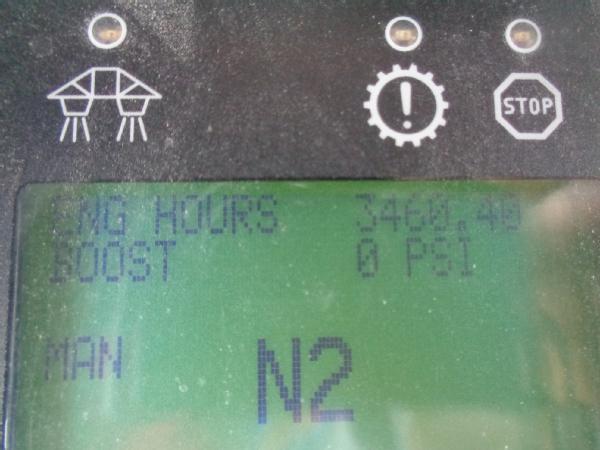 !
STOP
ENG HOURS 3460.40
BOOST 0 PSI
MAN N2